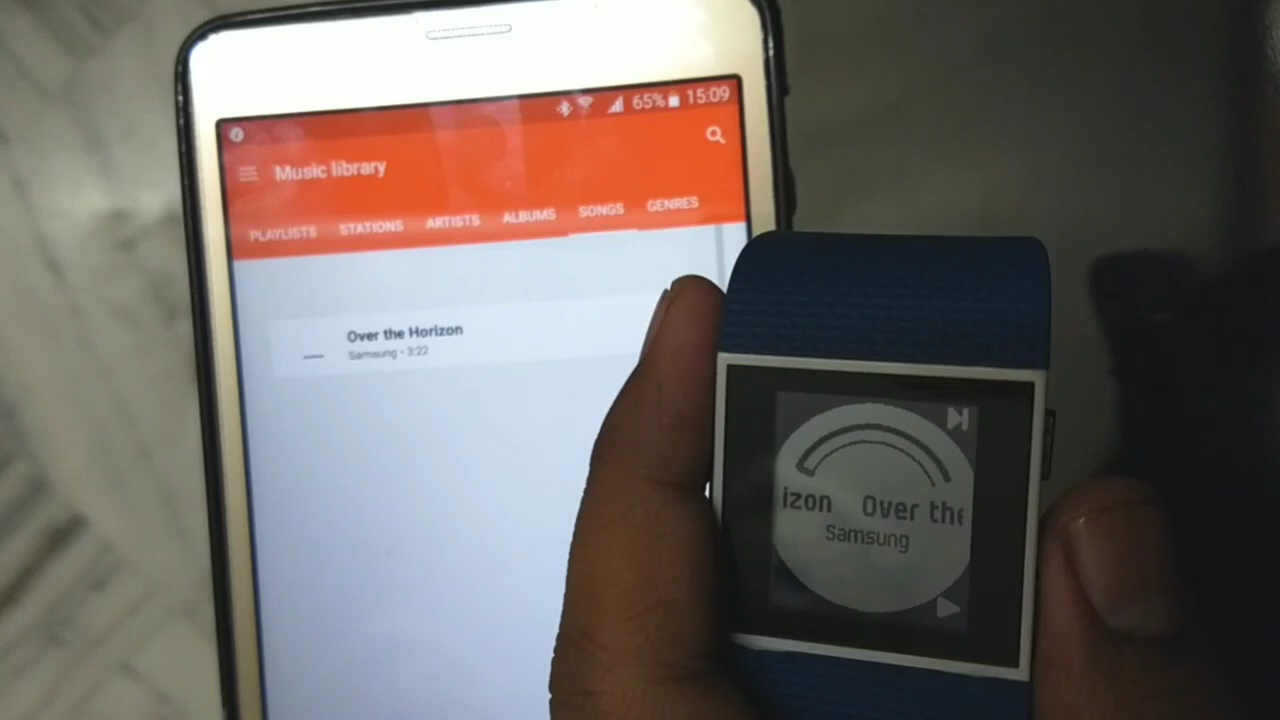 65% 15:09
Music library
PLAYLISTS STATIONS ARTISTS ALBUMS SONGS GENRES
Over the Horizon
Samsung • 3:22
izon Over the
Samsung